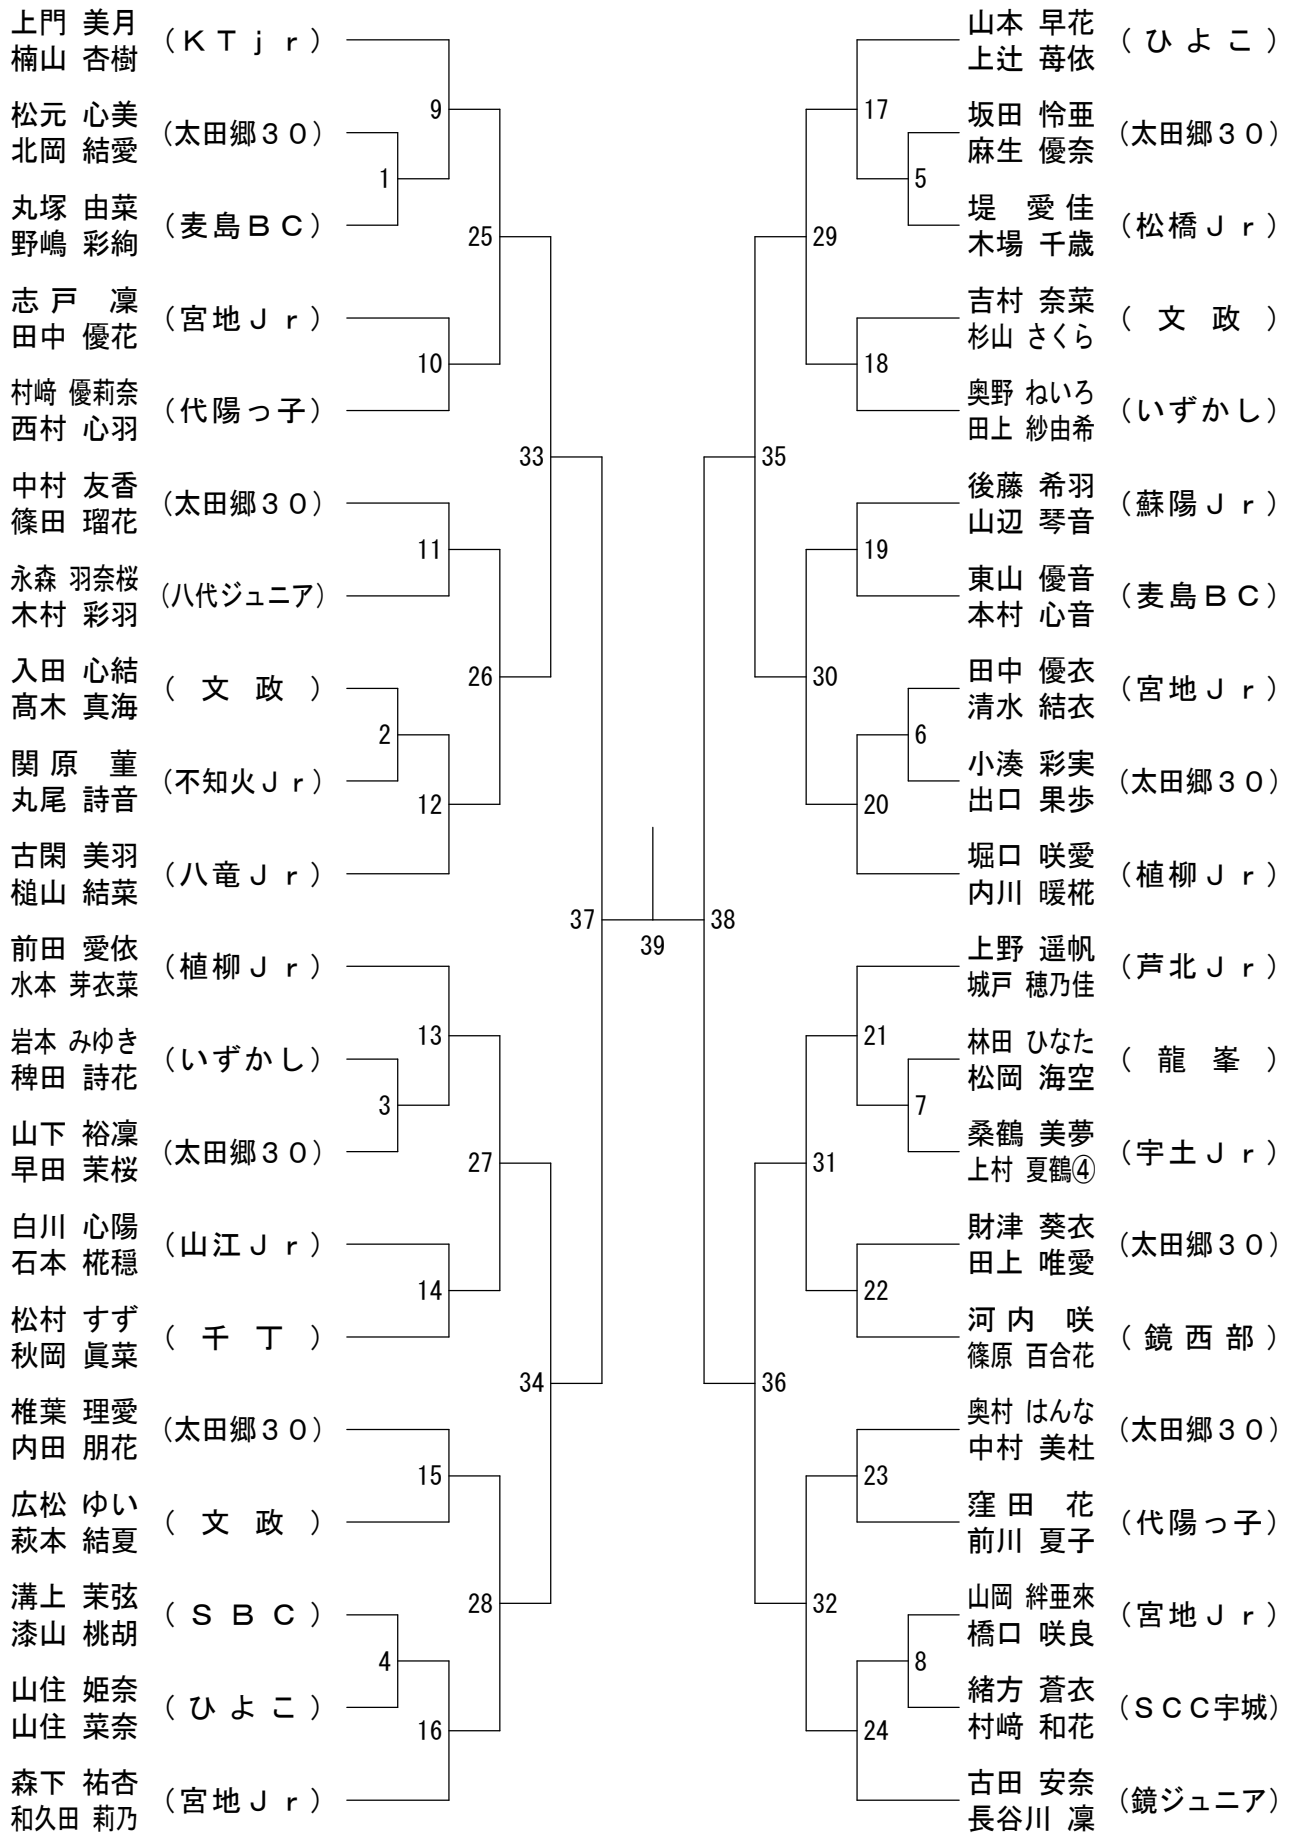 上門 美月
楠山 杏樹
（ＫＴｊｒ）
松元 心美
北岡 結愛
（太田郷３０）
丸塚 由菜
野嶋 彩絢
（麦島ＢＣ）
志戸 凜
田中 優花
（宮地Ｊｒ）
村﨑 優莉奈
西村 心羽
（代陽っ子）
中村 友香
篠田 瑠花
（太田郷３０）
永森 羽奈桜
木村 彩羽
（八代ジュニア）
入田 心結
髙木 真海
（文政）
関原 菫
丸尾 詩音
（不知火Ｊｒ）
古閑 美羽
槌山 結菜
（八竜Ｊｒ）
前田 愛依
水本 芽衣菜
（植柳Ｊｒ）
岩本 みゆき
稗田 詩花
（いずかし）
山下 裕凜
早田 茉桜
（太田郷３０）
白川 心陽
石本 椛穏
（山江Ｊｒ）
松村 すず
秋岡 眞菜
（千丁）
椎葉 理愛
内田 朋花
（太田郷３０）
広松 ゆい
萩本 結夏
（文政）
溝上 茉弦
漆山 桃胡
（ＳＢＣ）
山住 姫奈
山住 菜奈
（ひよこ）
森下 祐杏
和久田 莉乃
（宮地Ｊｒ）
1
2
3
4
9
10
11
12
13
14
15
16
25
26
27
28
33
34
37
39
38
35
36
29
30
31
32
17
18
19
20
21
22
23
24
5
6
7
8
山本 早花
上辻 苺依
（ひよこ）
坂田 怜亜
麻生 優奈
（太田郷３０）
堤 愛佳
木場 千歳
（松橋Ｊｒ）
吉村 奈菜
杉山 さくら
（文政）
奥野 ねいろ
田上 紗由希
（いずかし）
後藤 希羽
山辺 琴音
（蘇陽Ｊｒ）
東山 優音
本村 心音
（麦島ＢＣ）
田中 優衣
清水 結衣
（宮地Ｊｒ）
小湊 彩実
出口 果歩
（太田郷３０）
堀口 咲愛
内川 暖椛
（植柳Ｊｒ）
上野 遥帆
城戸 穂乃佳
（芦北Ｊｒ）
林田 ひなた
松岡 海空
（龍峯）
桑鶴 美夢
上村 夏鶴④
（宇土Ｊｒ）
財津 葵衣
田上 唯愛
（太田郷３０）
河内 咲
篠原 百合花
（鏡西部）
奥村 はんな
中村 美杜
（太田郷３０）
窪田 花
前川 夏子
（代陽っ子）
山岡 絆亜來
橋口 咲良
（宮地Ｊｒ）
緒方 蒼衣
村﨑 和花
（ＳＣＣ宇城）
古田 安奈
長谷川 凜
（鏡ジュニア）